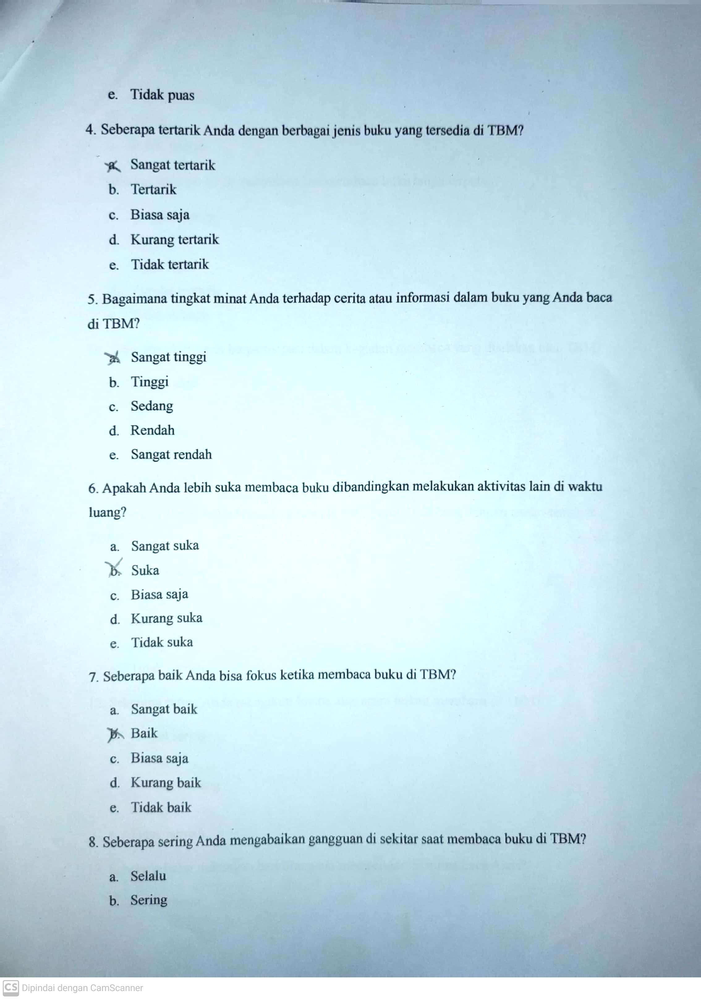 e. Tidak puas
4. Seberapa tertarik Anda dengan berbagai jenis buku yang tersedia di TBM?
a. Sangat tertarik
b. Tertarik
c. Biasa saja
d. Kurang tertarik
e. Tidak tertarik
5. Bagaimana tingkat minat Anda terhadap cerita atau informasi dalam buku yang Anda baca
di TBM?
a. Sangat tinggi
b. Tinggi
c. Sedang
d. Rendah
e. Sangat rendah
6. Apakah Anda lebih suka membaca buku dibandingkan melakukan aktivitas lain di waktu
luang?
a. Sangat suka
b. Suka
c. Biasa saja
d. Kurang suka
e. Tidak suka
7. Seberapa baik Anda bisa fokus ketika membaca buku di TBM?
a. Sangat baik
b. Baik
c. Biasa saja
d. Kurang baik
e. Tidak baik
8. Seberapa sering Anda mengabaikan gangguan di sekitar saat membaca buku di TBM?
a. Selalu
b. Sering
CS Dipindai dengan CamScanner